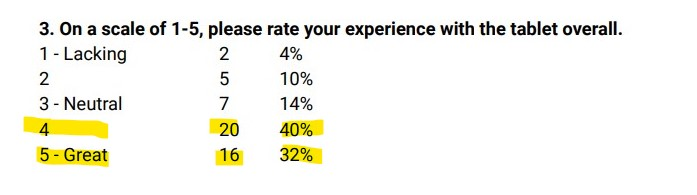 3. On a scale of 1-5, please rate your experience with the tablet overall.
1 - Lacking 2 4%
2 5 10%
3 - Neutral 7 14%
4 20 40%
5 - Great 16 32%